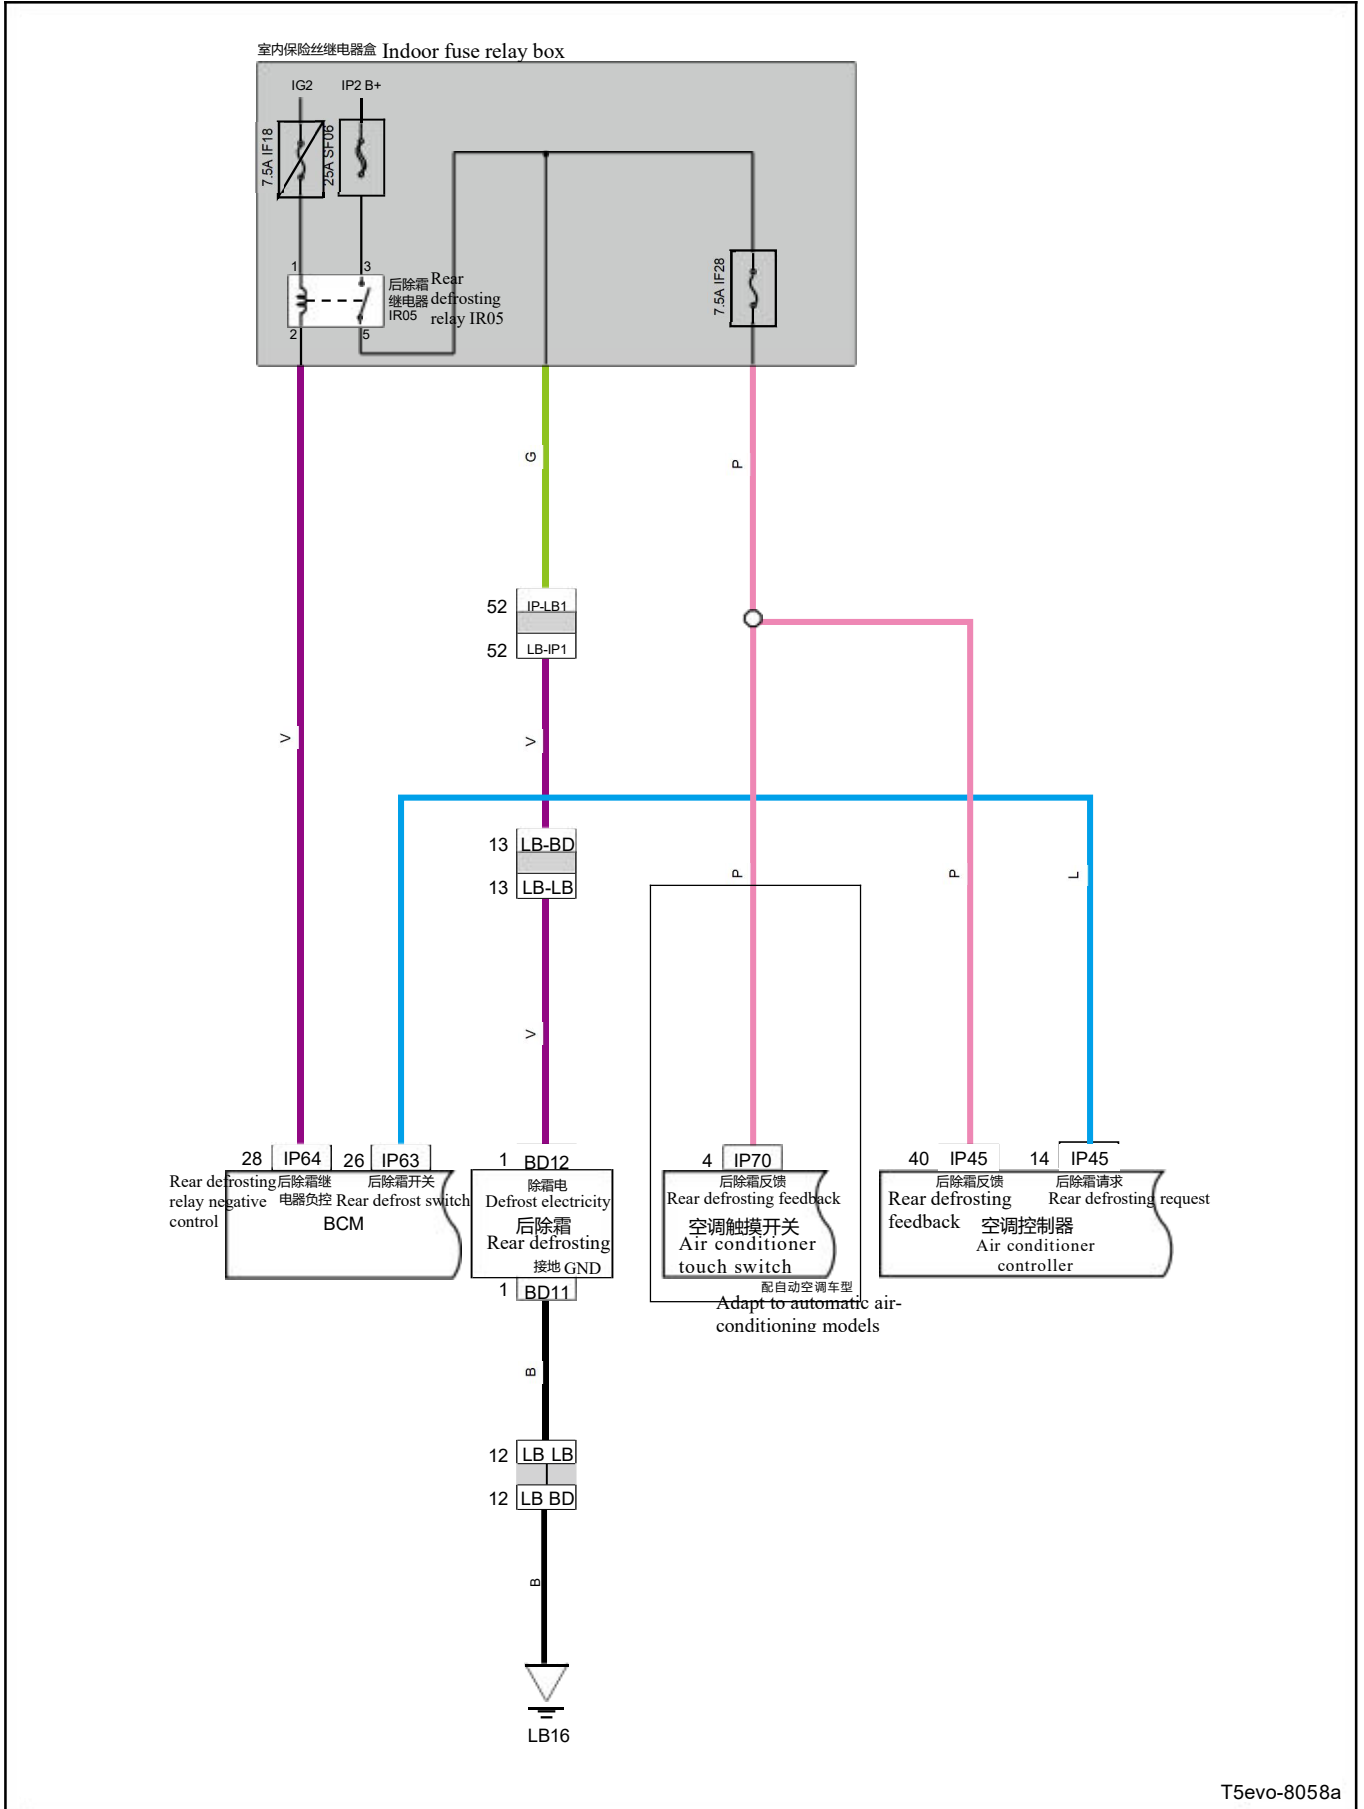 室内保险丝继电器盒 Indoor fuse relay box
IG2
IP2 B+
7.5A IF18
25A SF06
1
3
后除霜
继电器
IR05
Rear
defrosting
relay IR05
2
5
7.5A IF28
G
P
52 IP-LB1
52 LB-IP1
V
V
13 LB-BD
13 LB-LB
P
P
L
V
28 IP64
26 IP63
1 BD12
4 IP70
40 IP45
14 IP45
Rear defrosting
relay negative
control
后除霜继
电器负控
后除霜开关
Rear defrost switch
BCM
除霜电
Defrost electricity
后除霜
Rear defrosting
接地 GND
1 BD11
后除霜反馈
Rear defrosting feedback
空调触摸开关
Air conditioner
touch switch
配自动空调车型
Adapt to automatic air-
conditioning models
后除霜反馈
Rear defrosting
feedback
后除霜请求
Rear defrosting request
空调控制器
Air conditioner
controller
B
12 LB LB
12 LB BD
B
LB16
T5evo-8058a